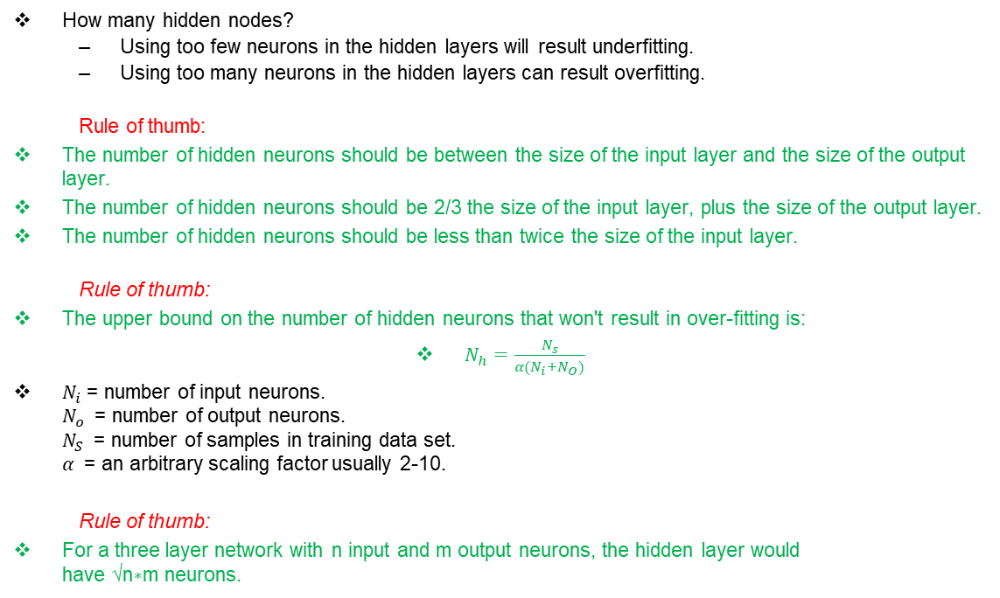 ❖ How many hidden nodes?
– Using too few neurons in the hidden layers will result underfitting.
– Using too many neurons in the hidden layers can result overfitting.
Rule of thumb:
❖ The number of hidden neurons should be between the size of the input layer and the size of the output
layer.
❖ The number of hidden neurons should be 2/3 the size of the input layer, plus the size of the output layer.
❖ The number of hidden neurons should be less than twice the size of the input layer.
Rule of thumb:
❖ The upper bound on the number of hidden neurons that won't result in over-fitting is:
❖ N_h = N_s / α(N_i+N_O)
❖ N_i = number of input neurons.
N_o = number of output neurons.
N_S = number of samples in training data set.
α = an arbitrary scaling factor usually 2-10.
Rule of thumb:
❖ For a three layer network with n input and m output neurons, the hidden layer would
have √n*m neurons.